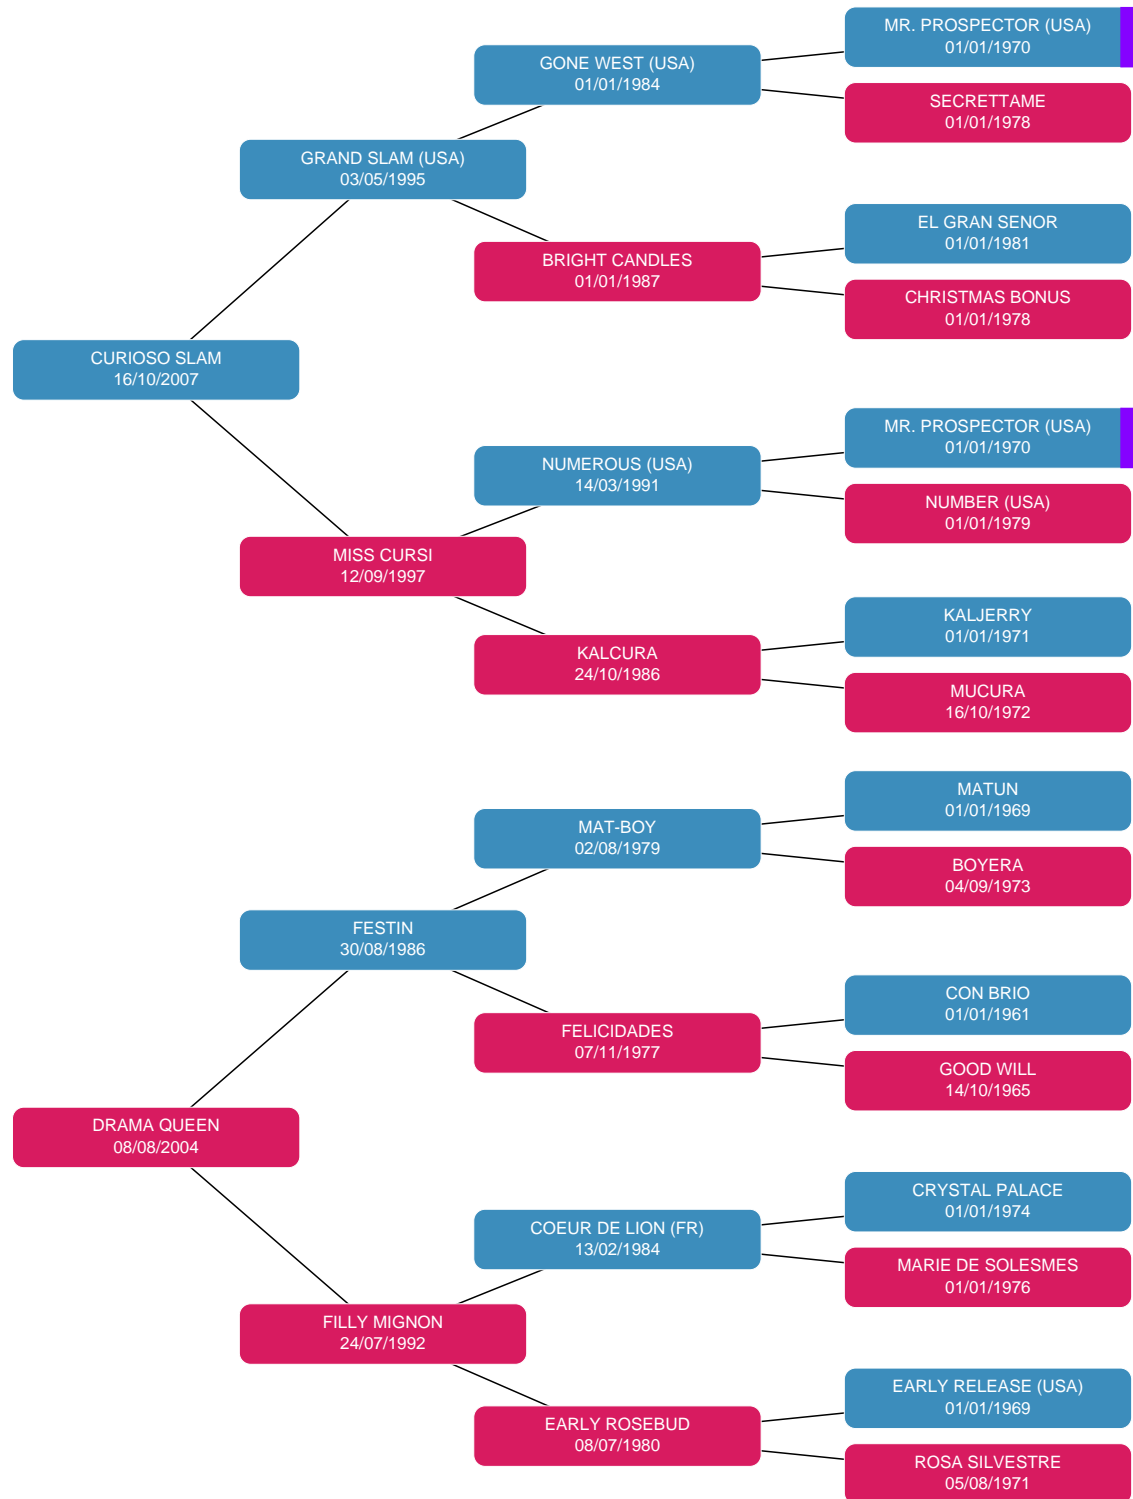 MR. PROSPECTOR (USA)
01/01/1970
GONE WEST (USA)
01/01/1984
SECRETTAME
01/01/1978
GRAND SLAM (USA)
03/05/1995
EL GRAN SENOR
01/01/1981
BRIGHT CANDLES
01/01/1987
CHRISTMAS BONUS
01/01/1978
CURIOSO SLAM
16/10/2007
MR. PROSPECTOR (USA)
01/01/1970
NUMEROUS (USA)
14/03/1991
NUMBER (USA)
01/01/1979
MISS CURSI
12/09/1997
KALJERRY
01/01/1971
KALCURA
24/10/1986
MUCURA
16/10/1972
MATUN
01/01/1969
MAT-BOY
02/08/1979
BOYERA
04/09/1973
FESTIN
30/08/1986
CON BRIO
01/01/1961
FELICIDADES
07/11/1977
GOOD WILL
14/10/1965
DRAMA QUEEN
08/08/2004
CRYSTAL PALACE
01/01/1974
COEUR DE LION (FR)
13/02/1984
MARIE DE SOLESMES
01/01/1976
FILLY MIGNON
24/07/1992
EARLY RELEASE (USA)
01/01/1969
EARLY ROSEBUD
08/07/1980
ROSA SILVESTRE
05/08/1971